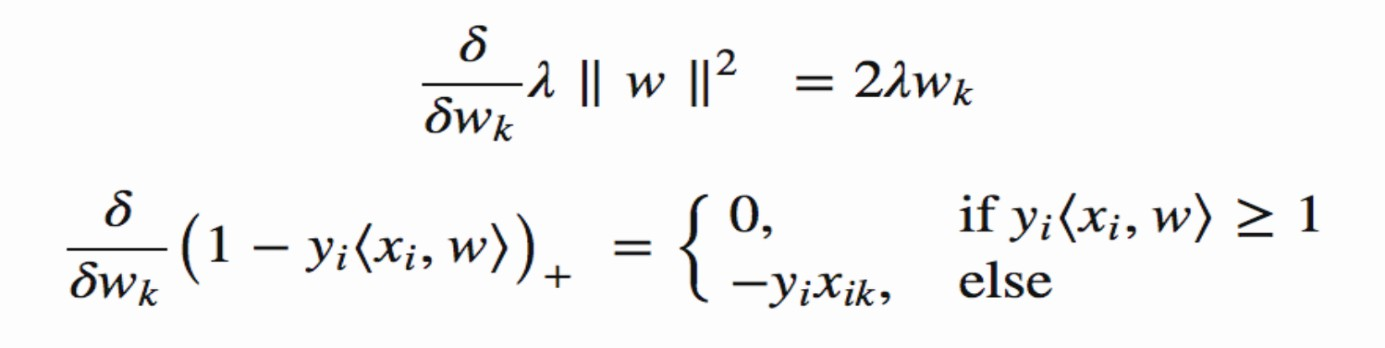 δ/δw_k λ ‖ w ‖² = 2λw_k
δ/δw_k (1 − y_i⟨x_i, w⟩)_+ = { 0, if y_i⟨x_i, w⟩ ≥ 1
−y_i x_ik, else